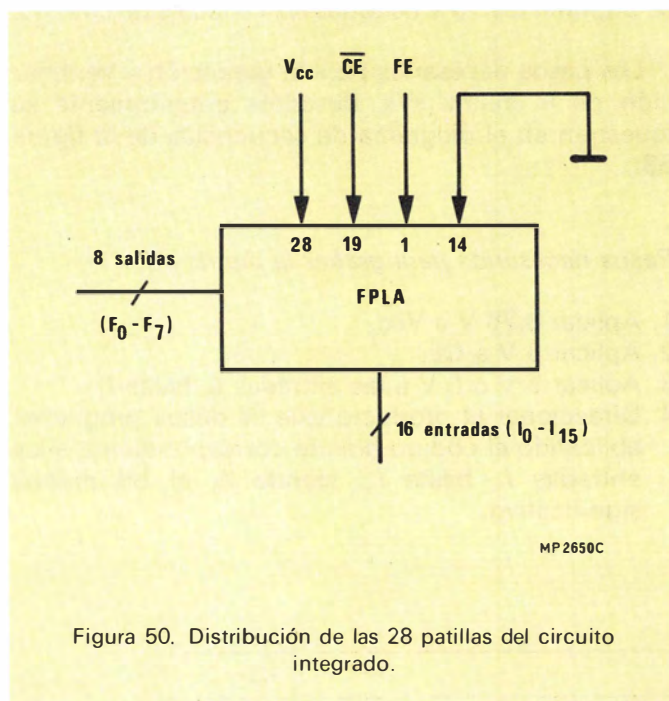 Vcc CE FE
28 19 1 14
8 salidas
FPLA
(F0 - F7)
16 entradas (I0 - I15)
MP2650C
Figura 50. Distribución de las 28 patillas del circuito
integrado.